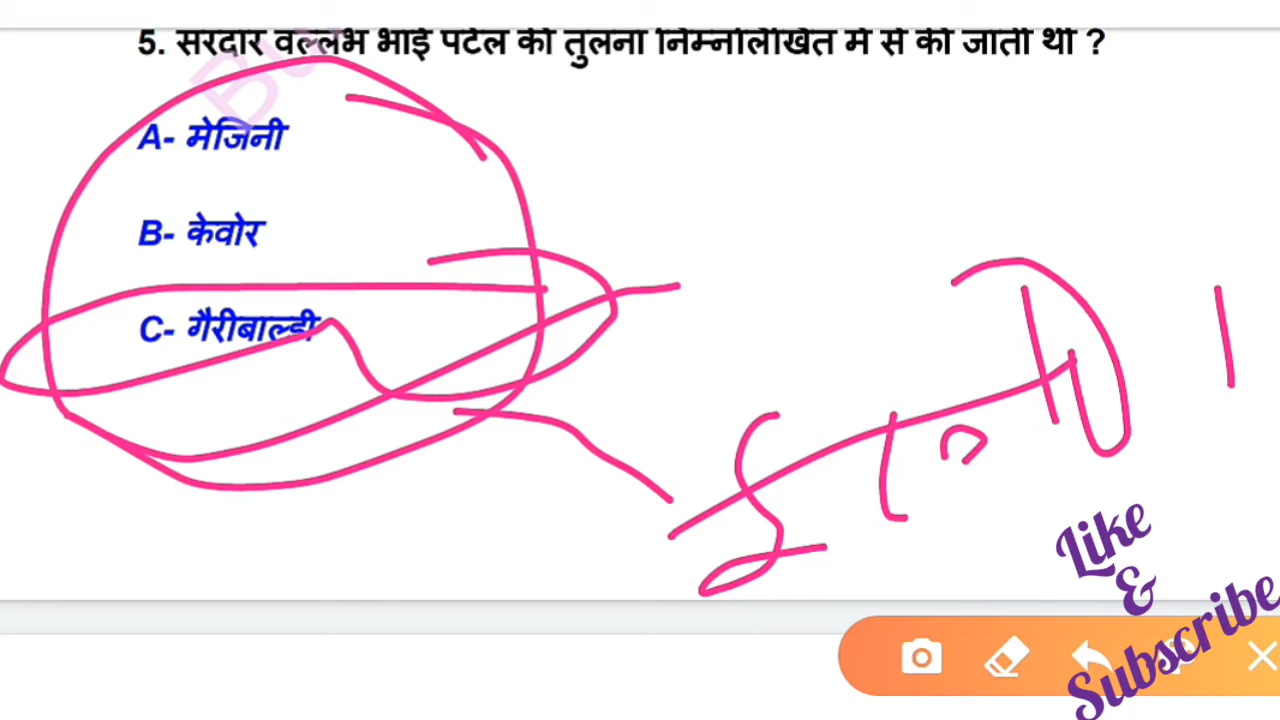 5. सरदार वल्लभ भाई पटेल की तुलना निम्नलिखित में से की जाती थी ?
A- मेजिनी
B- केवोर
C- गैरीबाल्डी
Like
&
Subscribe